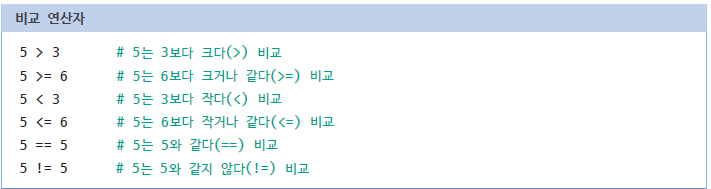 비교 연산자
5 > 3 # 5는 3보다 크다(>) 비교
5 >= 6 # 5는 6보다 크거나 같다(>=) 비교
5 < 3 # 5는 3보다 작다(<) 비교
5 <= 6 # 5는 6보다 작거나 같다(<=) 비교
5 == 5 # 5는 5와 같다(==) 비교
5 != 5 # 5는 5와 같지 않다(!=) 비교